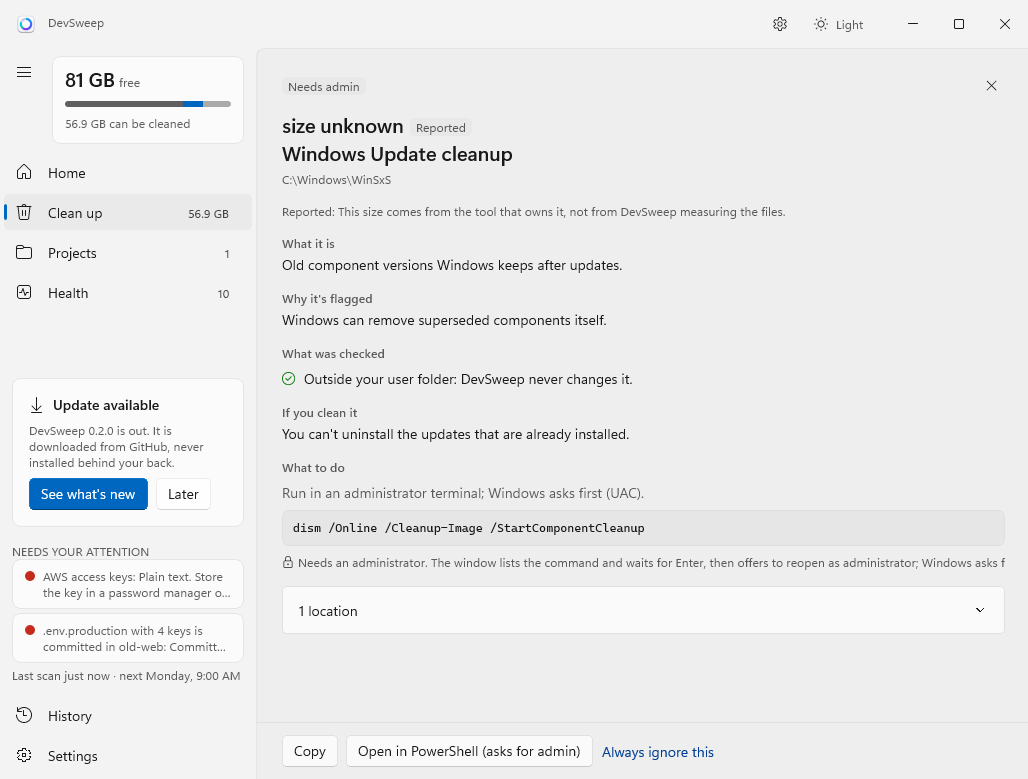 DevSweep
Light
81 GB free
56.9 GB can be cleaned
Home
Clean up 56.9 GB
Projects 1
Health 10
Update available
DevSweep 0.2.0 is out. It is
downloaded from GitHub, never
installed behind your back.
See what's new
Later
NEEDS YOUR ATTENTION
AWS access keys: Plain text. Store
the key in a password manager o...
.env.production with 4 keys is
committed in old-web: Committ...
Last scan just now · next Monday, 9:00 AM
History
Settings
Needs admin
size unknown Reported
Windows Update cleanup
C:\Windows\WinSxS
Reported: This size comes from the tool that owns it, not from DevSweep measuring the files.
What it is
Old component versions Windows keeps after updates.
Why it's flagged
Windows can remove superseded components itself.
What was checked
Outside your user folder: DevSweep never changes it.
If you clean it
You can't uninstall the updates that are already installed.
What to do
Run in an administrator terminal; Windows asks first (UAC).
dism /Online /Cleanup-Image /StartComponentCleanup
Needs an administrator. The window lists the command and waits for Enter, then offers to reopen as administrator; Windows asks f
1 location
Copy
Open in PowerShell (asks for admin)
Always ignore this